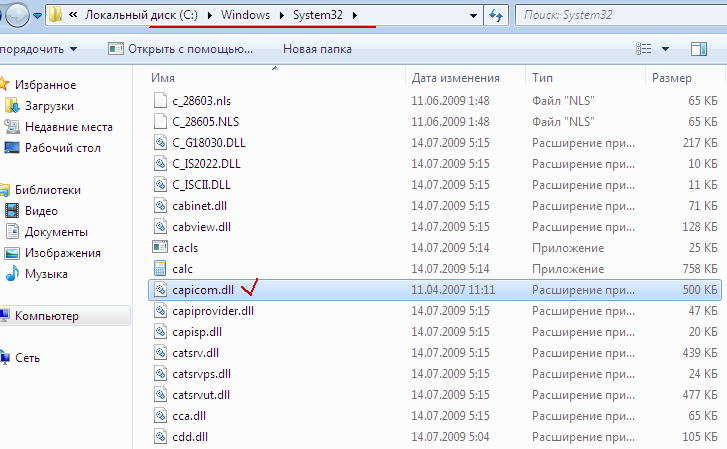 « Локальный диск (C:) Windows System32 Поиск: System32
порядочить Открыть с помощью... Новая папка
Избранное
Загрузки
Недавние места
Рабочий стол
Библиотеки
Видео
Документы
Изображения
Музыка
Компьютер
Сеть
Имя Дата изменения Тип Размер
c_28603.nls 11.06.2009 1:48 Файл "NLS" 65 КБ
C_28605.NLS 11.06.2009 1:48 Файл "NLS" 65 КБ
C_G18030.DLL 14.07.2009 5:15 Расширение при... 217 КБ
C_IS2022.DLL 14.07.2009 5:15 Расширение при... 10 КБ
C_ISCII.DLL 14.07.2009 5:15 Расширение при... 11 КБ
cabinet.dll 14.07.2009 5:15 Расширение при... 71 КБ
cabview.dll 14.07.2009 5:15 Расширение при... 128 КБ
cacls 14.07.2009 5:14 Приложение 25 КБ
calc 14.07.2009 5:14 Приложение 758 КБ
capicom.dll 11.04.2007 11:11 Расширение при... 500 КБ
capiprovider.dll 14.07.2009 5:15 Расширение при... 47 КБ
capisp.dll 14.07.2009 5:15 Расширение при... 20 КБ
catsrv.dll 14.07.2009 5:15 Расширение при... 439 КБ
catsrvps.dll 14.07.2009 5:15 Расширение при... 24 КБ
catsrvut.dll 14.07.2009 5:15 Расширение при... 477 КБ
cca.dll 14.07.2009 5:15 Расширение при... 65 КБ
cdd.dll 14.07.2009 5:04 Расширение при... 105 КБ